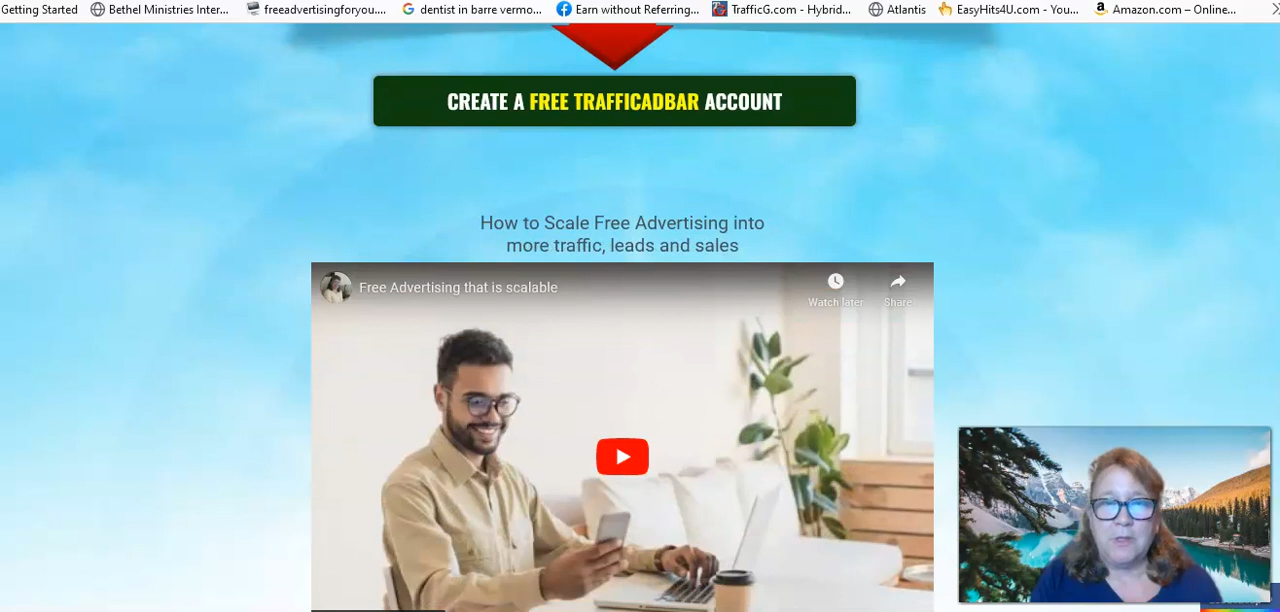 Getting Started Bethel Ministries Inter... freeadvertisingforyou.... dentist in barre vermo... Earn without Referring... TrafficG.com - Hybrid... Atlantis EasyHits4U.com - You... Amazon.com – Online...
CREATE A FREE TRAFFICADBAR ACCOUNT
How to Scale Free Advertising into
more traffic, leads and sales
Free Advertising that is scalable
Watch later Share